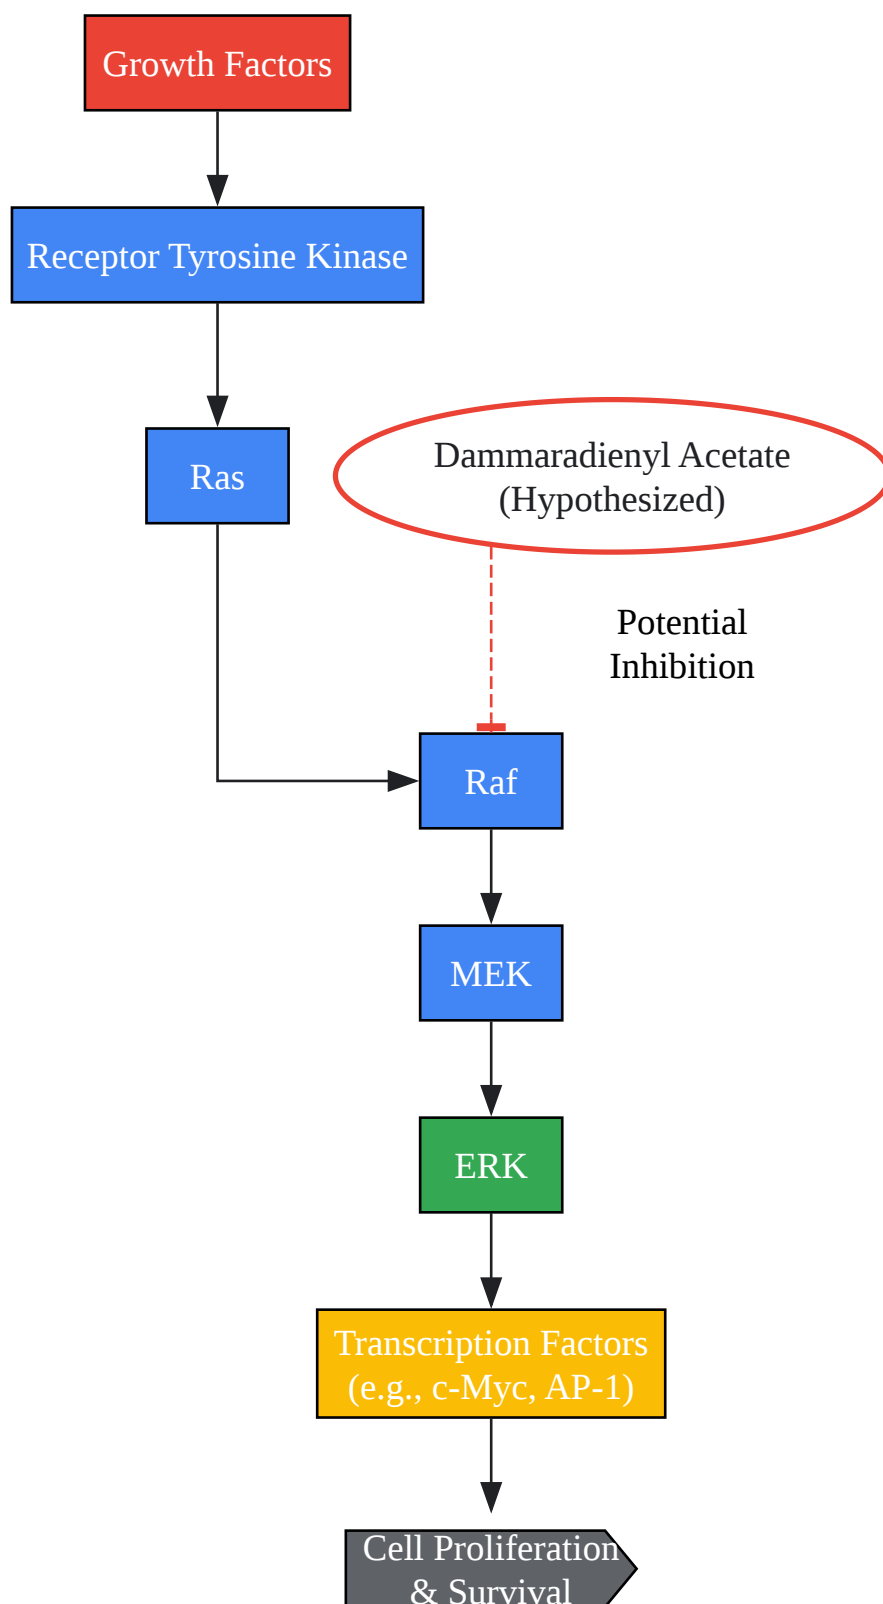 Growth Factors
Receptor Tyrosine Kinase
Ras
Dammaradienyl Acetate
(Hypothesized)
Potential
Inhibition
Raf
MEK
ERK
Transcription Factors
(e.g., c-Myc, AP-1)
Cell Proliferation
& Survival